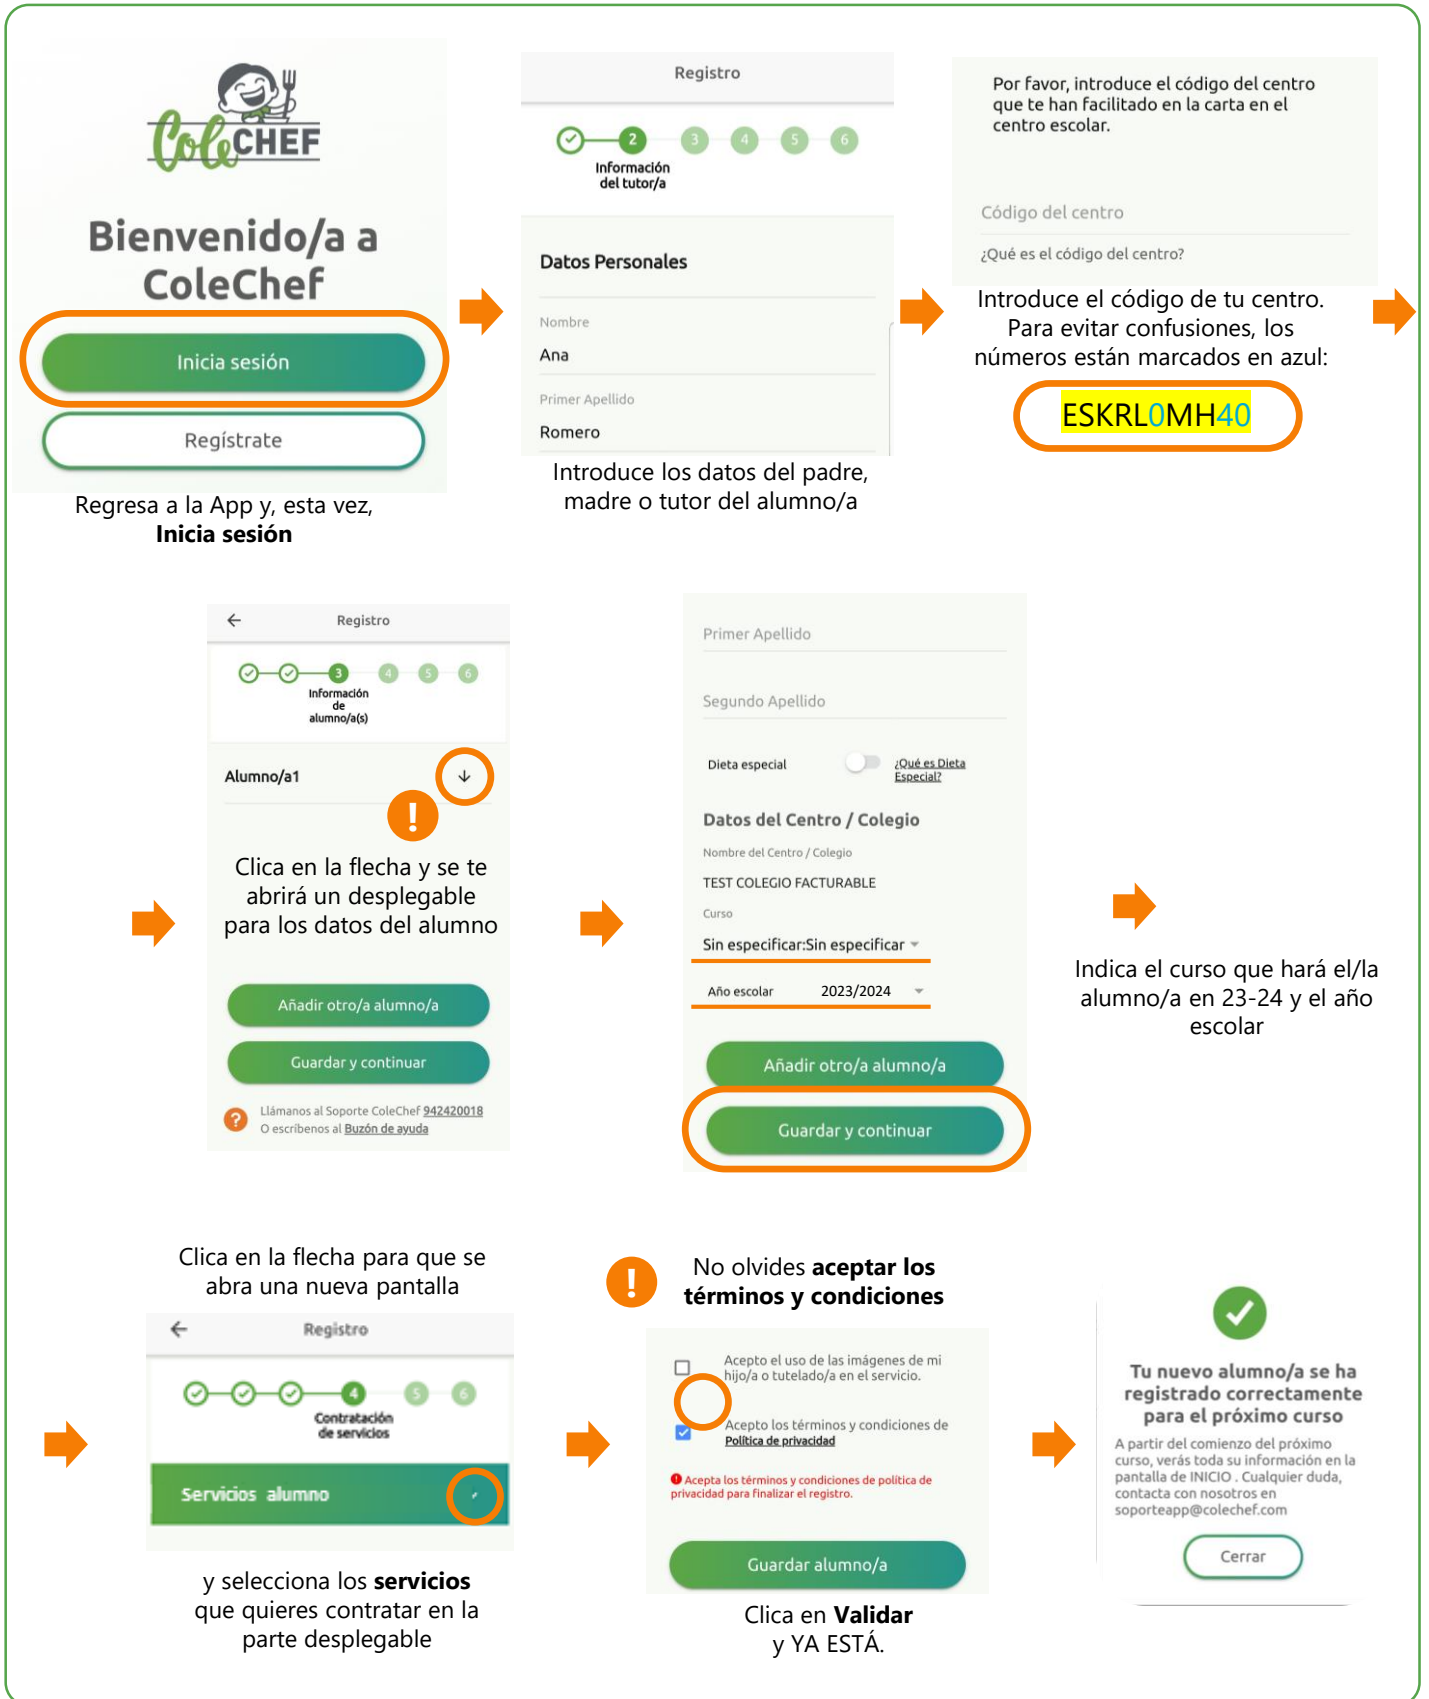 ColeCHEF
Bienvenido/a a
ColeChef
Inicia sesión
Regístrate
Regresa a la App y, esta vez,
Inicia sesión
Registro
2
3
4
5
6
Información
del tutor/a
Datos Personales
Nombre
Ana
Primer Apellido
Romero
Introduce los datos del padre,
madre o tutor del alumno/a
Por favor, introduce el código del centro
que te han facilitado en la carta en el
centro escolar.
Código del centro
¿Qué es el código del centro?
Introduce el código de tu centro.
Para evitar confusiones, los
números están marcados en azul:
ESKRL0MH40
Registro
3
4
5
6
Información
de
alumno/a(s)
Alumno/a1
!
Clica en la flecha y se te
abrirá un desplegable
para los datos del alumno
Añadir otro/a alumno/a
Guardar y continuar
?
Llámanos al Soporte ColeChef 942420018
O escríbenos al Buzón de ayuda
Primer Apellido
Segundo Apellido
Dieta especial
¿Qué es Dieta
Especial?
Datos del Centro / Colegio
Nombre del Centro / Colegio
TEST COLEGIO FACTURABLE
Curso
Sin especificar:Sin especificar
Año escolar 2023/2024
Añadir otro/a alumno/a
Guardar y continuar
Indica el curso que hará el/la
alumno/a en 23-24 y el año
escolar
Clica en la flecha para que se
abra una nueva pantalla
Registro
4
5
6
Contratación
de servicios
Servicios alumno
y selecciona los servicios
que quieres contratar en la
parte desplegable
!
No olvides aceptar los
términos y condiciones
Acepto el uso de las imágenes de mi
hijo/a o tutelado/a en el servicio.
Acepto los términos y condiciones de
Política de privacidad
! Acepta los términos y condiciones de política de
privacidad para finalizar el registro.
Guardar alumno/a
Clica en Validar
y YA ESTÁ.
Tu nuevo alumno/a se ha
registrado correctamente
para el próximo curso
A partir del comienzo del próximo
curso, verás toda su información en la
pantalla de INICIO . Cualquier duda,
contacta con nosotros en
soporteapp@colechef.com
Cerrar